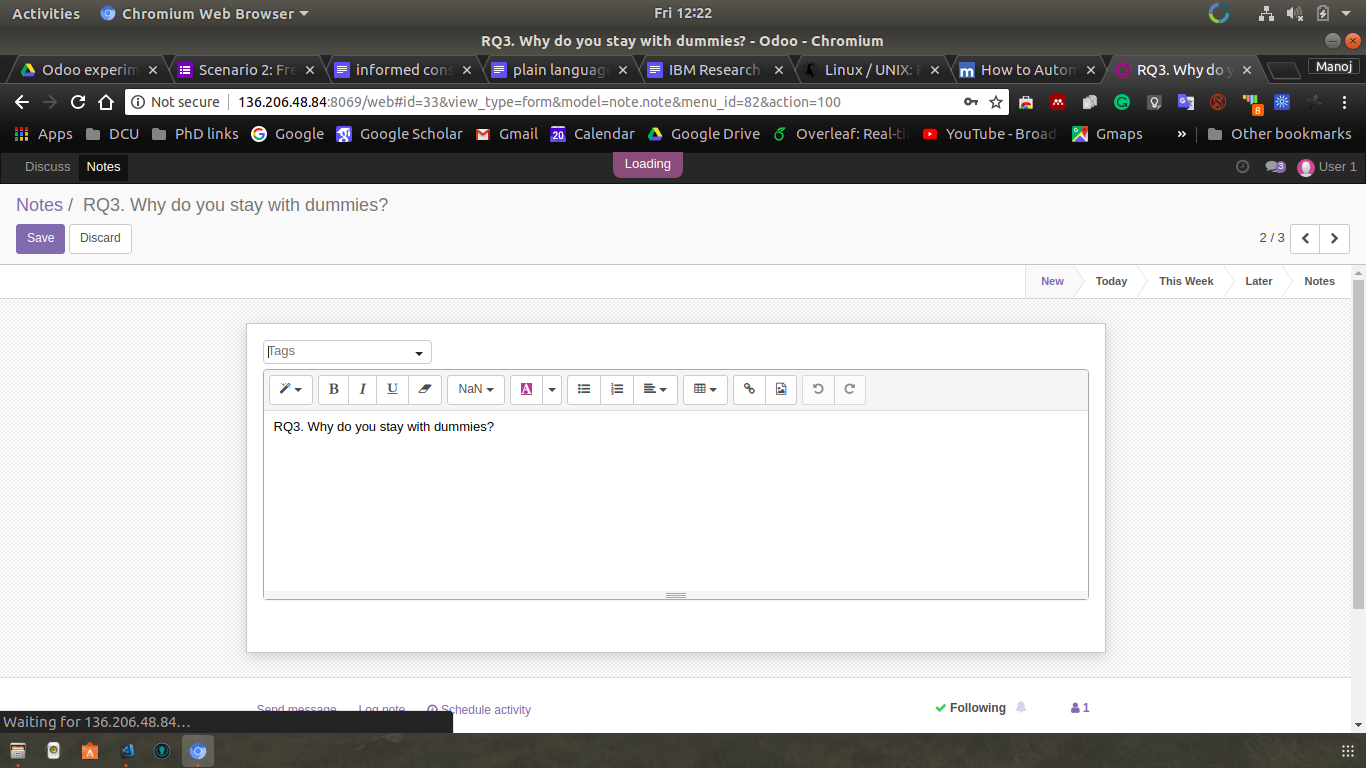 Activities Chromium Web Browser Fri 12:22
RQ3. Why do you stay with dummies? - Odoo - Chromium
Odoo experim Scenario 2: Fre informed cons plain language IBM Research Linux / UNIX: How to Autom RQ3. Why do y Manoj
Not secure 136.206.48.84:8069/web#id=33&view_type=form&model=note.note&menu_id=82&action=100 8
Apps DCU PhD links Google Google Scholar 20 Gmail Calendar Google Drive Overleaf: Real-ti YouTube - Broad Gmaps » Other bookmarks
Discuss Notes Loading 3 User 1
Notes / RQ3. Why do you stay with dummies?
Save Discard 2 / 3
New Today This Week Later Notes
Tags
B I U NaN A
RQ3. Why do you stay with dummies?
Send message Log note Schedule activity Following 1
Waiting for 136.206.48.84...